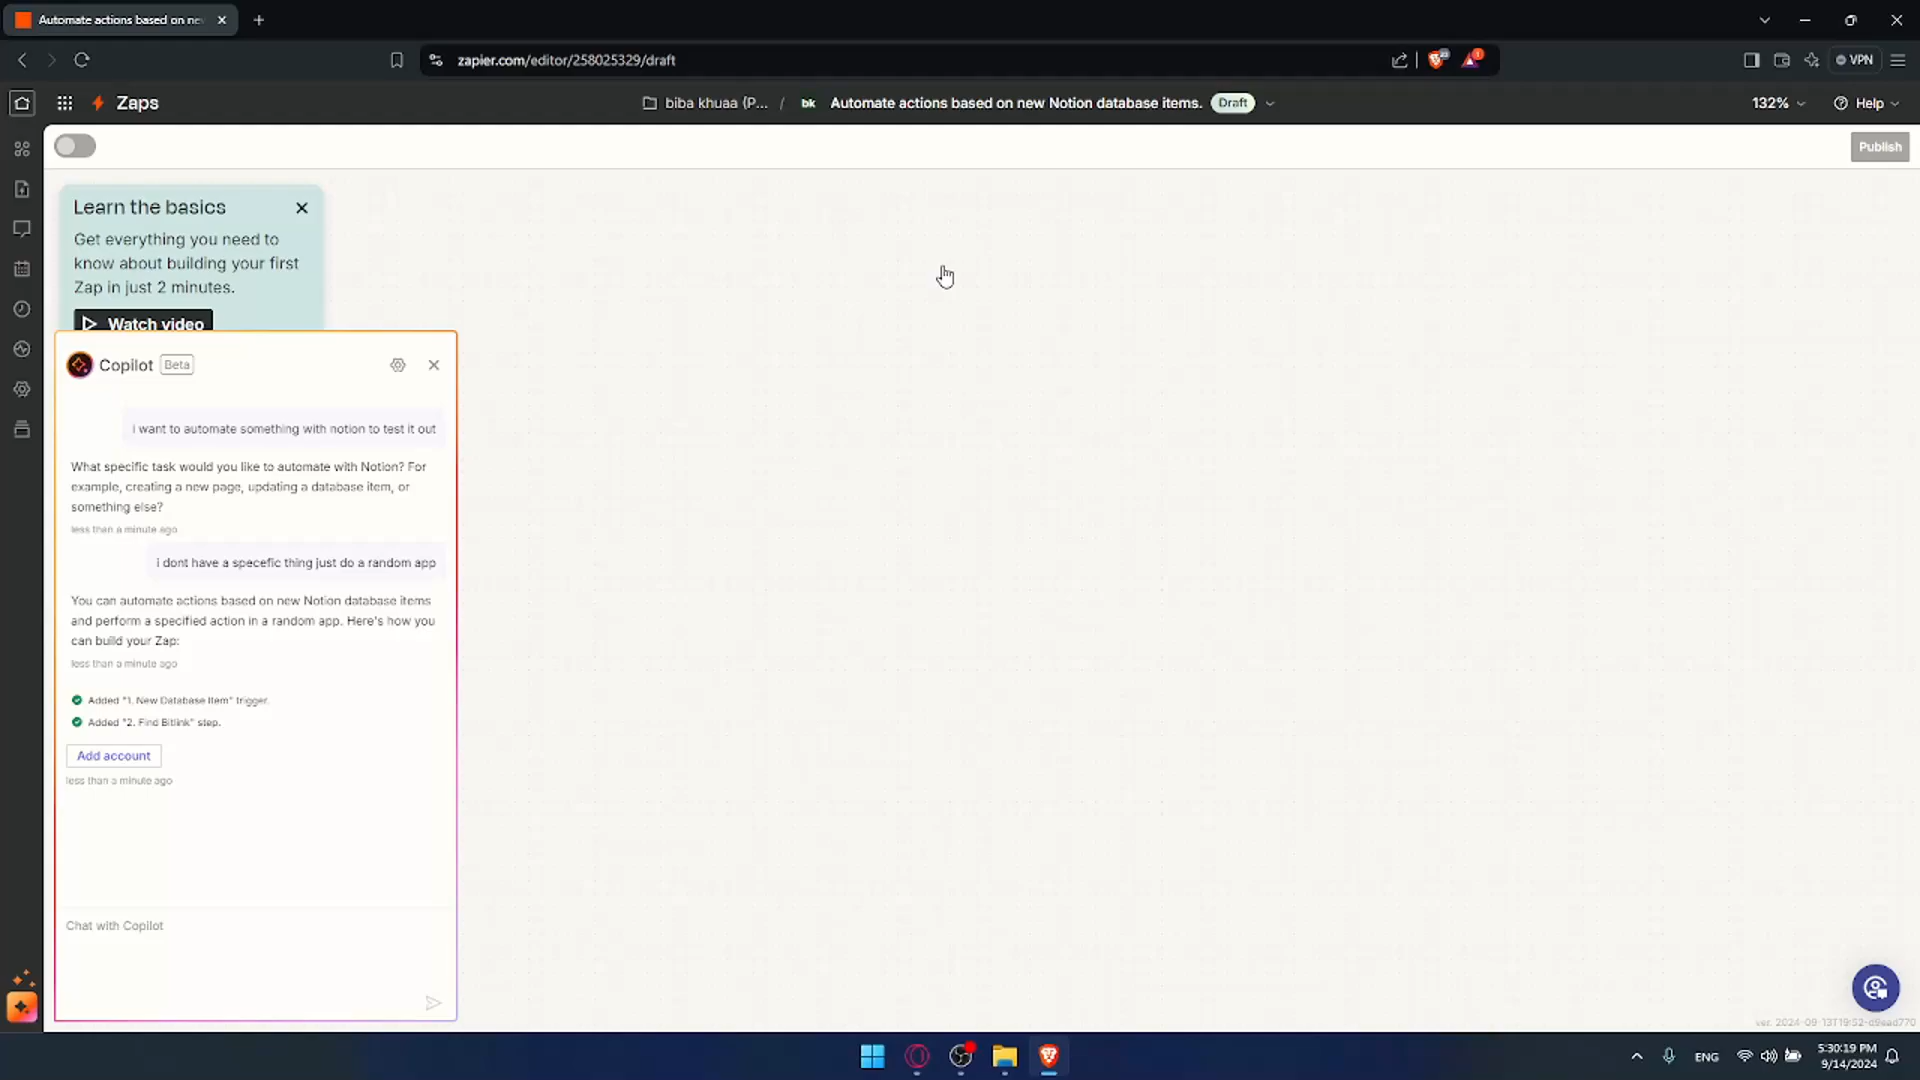 Automate actions based on ne
zapier.com/editor/258025329/draft
VPN
Zaps
biba khuaa (P... / bk Automate actions based on new Notion database items. Draft
132%
Help
Publish
Learn the basics
Get everything you need to
know about building your first
Zap in just 2 minutes.
Watch video
Copilot Beta
i want to automate something with notion to test it out
What specific task would you like to automate with Notion? For
example, creating a new page, updating a database item, or
something else?
less than a minute ago
i dont have a specefic thing just do a random app
You can automate actions based on new Notion database items
and perform a specified action in a random app. Here's how you
can build your Zap:
less than a minute ago
Added "1. New Database Item" trigger.
Added "2. Find Bitlink" step.
Add account
less than a minute ago
Chat with Copilot
ver. 2024-09-13T19:52-d9ead770
ENG
5:30:19 PM
9/14/2024